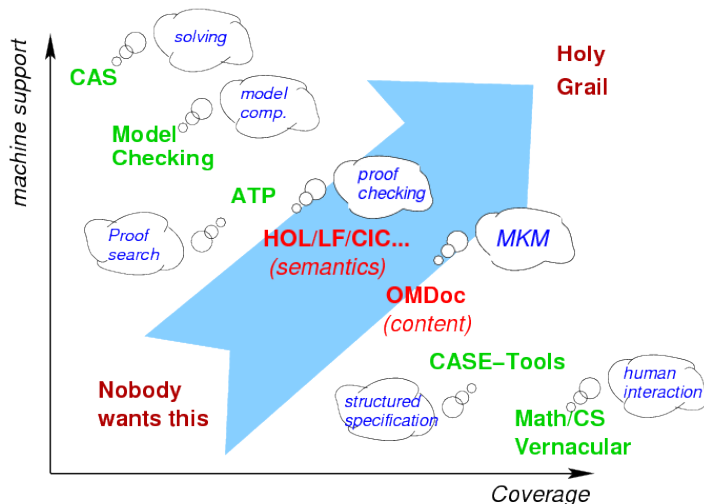 solving
CAS
Holy
Grail
machine support
model
comp.
Model
Checking
ATP
proof
checking
Proof
search
HOL/LF/CIC...
(semantics)
MKM
OMDoc
(content)
CASE–Tools
Nobody
wants this
structured
specification
human
interaction
Math/CS
Vernacular
Coverage